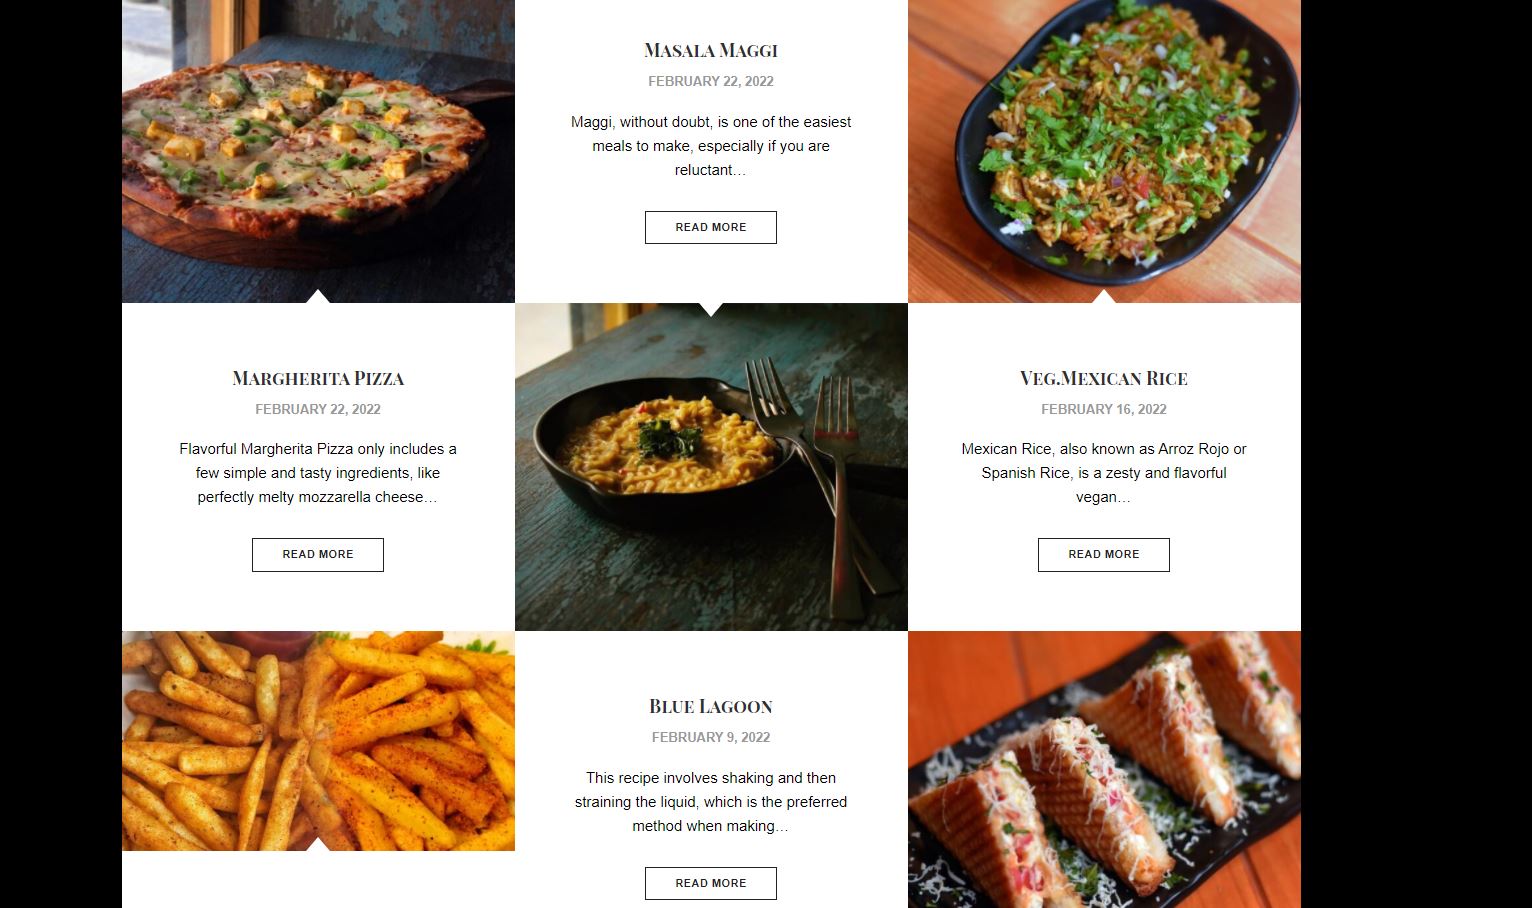 Masala Maggi
FEBRUARY 22, 2022
Maggi, without doubt, is one of the easiest
meals to make, especially if you are
reluctant…
READ MORE
Margherita Pizza
FEBRUARY 22, 2022
Flavorful Margherita Pizza only includes a
few simple and tasty ingredients, like
perfectly melty mozzarella cheese…
READ MORE
Veg.Mexican Rice
FEBRUARY 16, 2022
Mexican Rice, also known as Arroz Rojo or
Spanish Rice, is a zesty and flavorful
vegan…
READ MORE
Blue Lagoon
FEBRUARY 9, 2022
This recipe involves shaking and then
straining the liquid, which is the preferred
method when making…
READ MORE